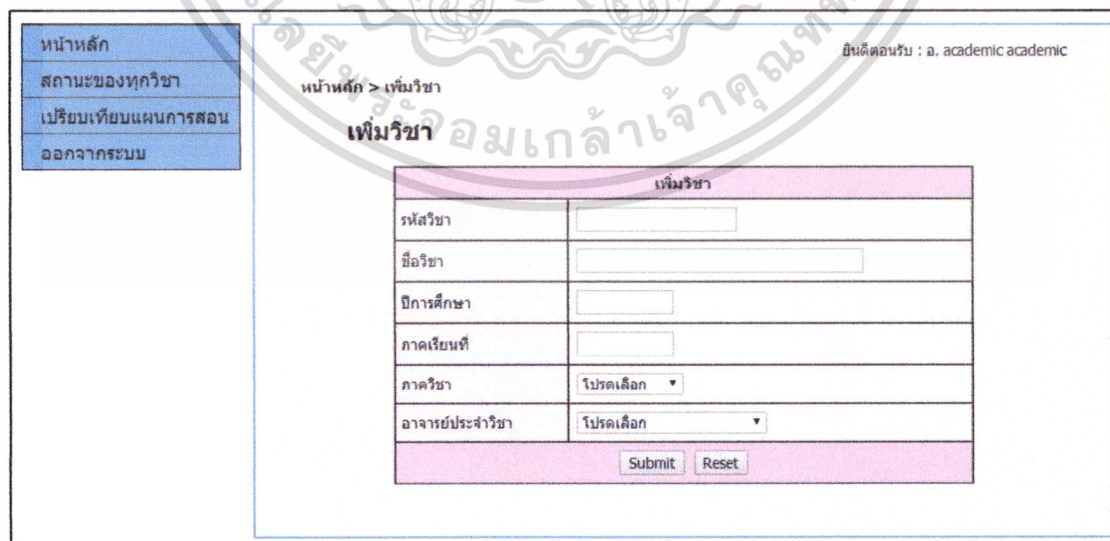 หน้าหลัก
สถานะของทุกวิชา
เปรียบเทียบแผนการสอน
ออกจากระบบ
ยินดีตอนรับ : อ. academic academic
หน้าหลัก > เพิ่มวิชา
เพิ่มวิชา
เพิ่มวิชา
รหัสวิชา
ชื่อวิชา
ปีการศึกษา
ภาคเรียนที่
ภาควิชา
โปรดเลือก
อาจารย์ประจำวิชา
โปรดเลือก
Submit Reset